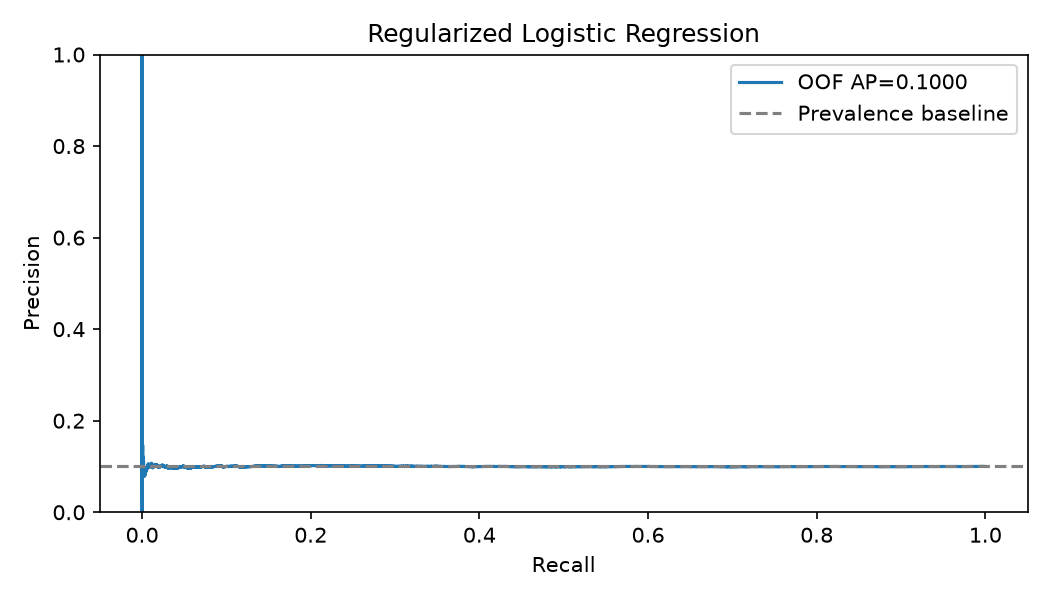 Regularized Logistic Regression
OOF AP=0.1000
Prevalence baseline
1.0
0.8
0.6
0.4
0.2
0.0
Precision
0.0 0.2 0.4 0.6 0.8 1.0
Recall